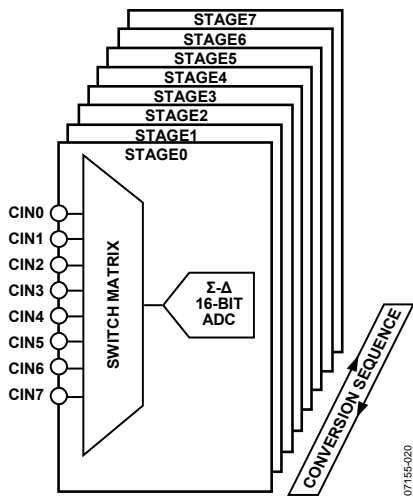 STAGE7
STAGE6
STAGE5
STAGE4
STAGE3
STAGE2
STAGE1
STAGE0
CIN0
CIN1
CIN2
CIN3
CIN4
CIN5
CIN6
CIN7
SWITCH MATRIX
Σ-Δ
16-BIT
ADC
CONVERSION SEQUENCE
07155-020